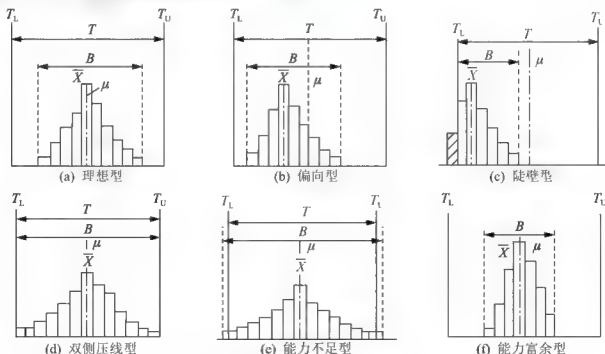 T_L T_U
T
B
X̄ μ
(a) 理想型
T_L T_U
T
B
X̄ μ
(b) 偏向型
T_L T_U
T
B
X̄ μ
(c) 陡壁型
T_L T_U
T
B
μ
X̄
(d) 双侧压线型
T_L T_U
T
B
μ
X̄
(e) 能力不足型
T_L T_U
B
X̄ μ
(f) 能力富余型